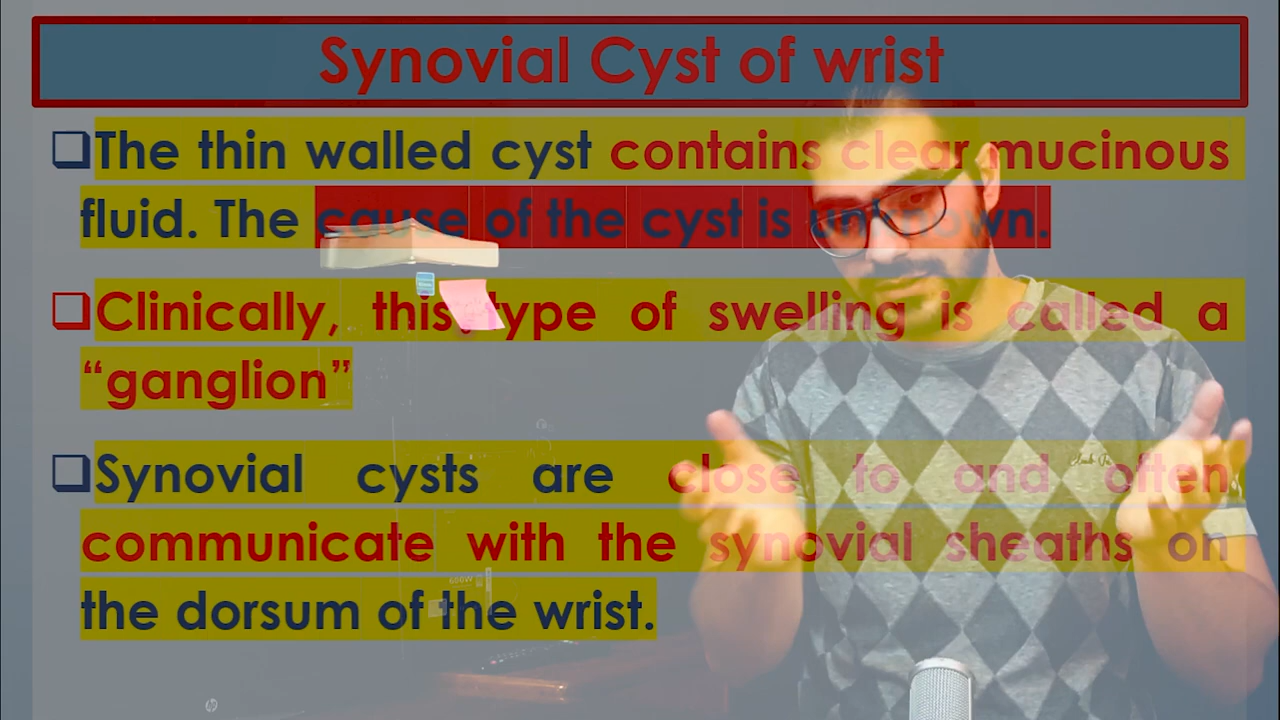 Synovial Cyst of wrist
❑The thin walled cyst contains clear mucinous
fluid. The cause of the cyst is unknown.
❑Clinically, this type of swelling is called a
“ganglion”
❑Synovial cysts are close to and often
communicate with the synovial sheaths on
the dorsum of the wrist.
600W
hp